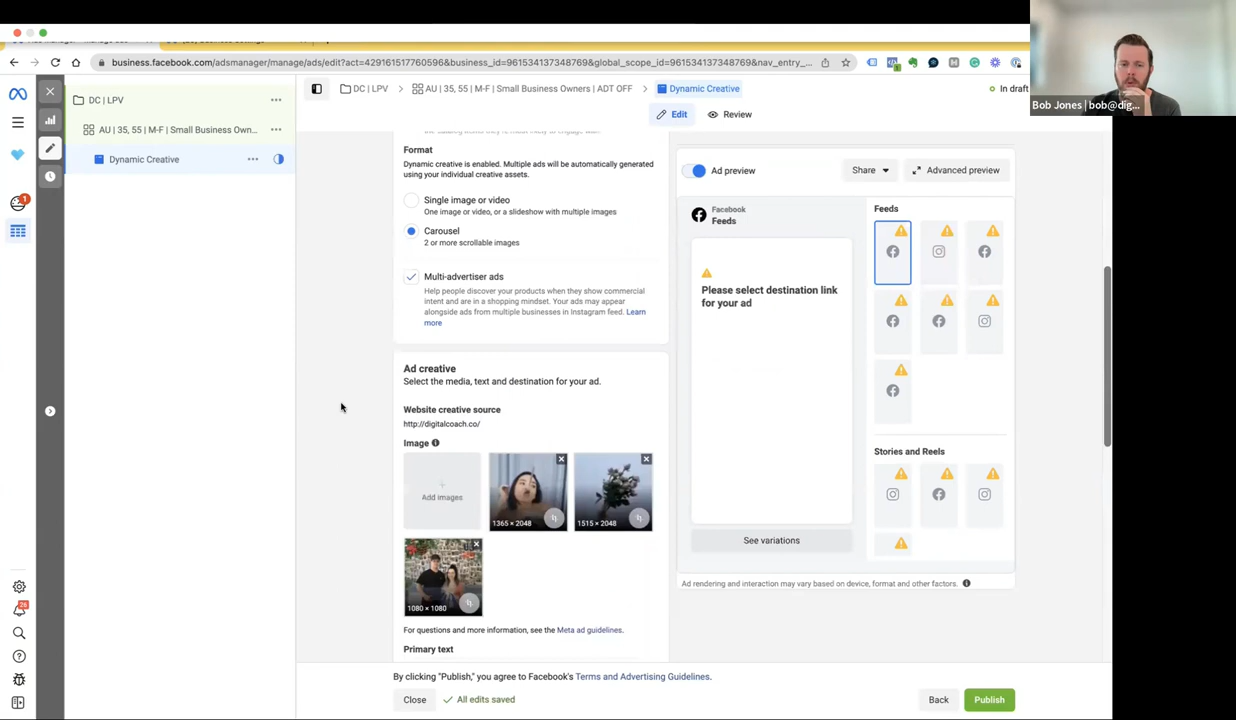 business.facebook.com/adsmanager/manage/ads/edit?act=429161517760596&business_id=961534137348769&global_scope_id=961534137348769&nav_entry_...
Bob Jones | bob@dig...
DC | LPV
AU | 35, 55 | M-F | Small Business Own...
Dynamic Creative
DC | LPV
AU | 35, 55 | M-F | Small Business Owners | ADT OFF
Dynamic Creative
In draft
Edit
Review
Format
Dynamic creative is enabled. Multiple ads will be automatically generated
using your individual creative assets.
Single image or video
One image or video, or a slideshow with multiple images
Carousel
2 or more scrollable images
Multi-advertiser ads
Help people discover your products when they show commercial
intent and are in a shopping mindset. Your ads may appear
alongside ads from multiple businesses in Instagram feed. Learn
more
Ad creative
Select the media, text and destination for your ad.
Website creative source
http://digitalcoach.co/
Image
Add images
1365 × 2048
1515 × 2048
1080 × 1080
For questions and more information, see the Meta ad guidelines.
Primary text
Ad preview
Share
Advanced preview
Facebook
Feeds
Please select destination link
for your ad
See variations
Feeds
Stories and Reels
Ad rendering and interaction may vary based on device, format and other factors.
By clicking "Publish," you agree to Facebook's Terms and Advertising Guidelines.
Close
All edits saved
Back
Publish
1
26